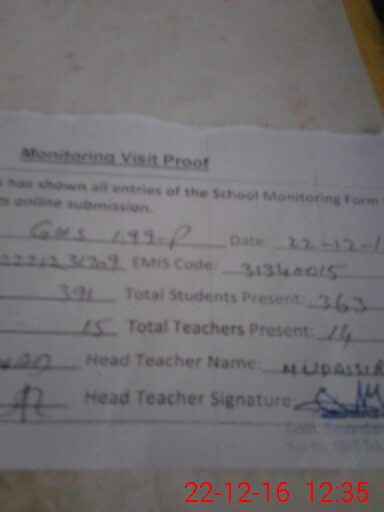 Monitoring Visit Proof
has shown all entries of the School Monitoring Form
online submission.
GHS 199-P Date: 22-12-1
EMIS Code: 31340015
391 Total Students Present: 363
15 Total Teachers Present: 14
Head Teacher Name: MUDASSIR
Head Teacher Signature:
22-12-16 12:35